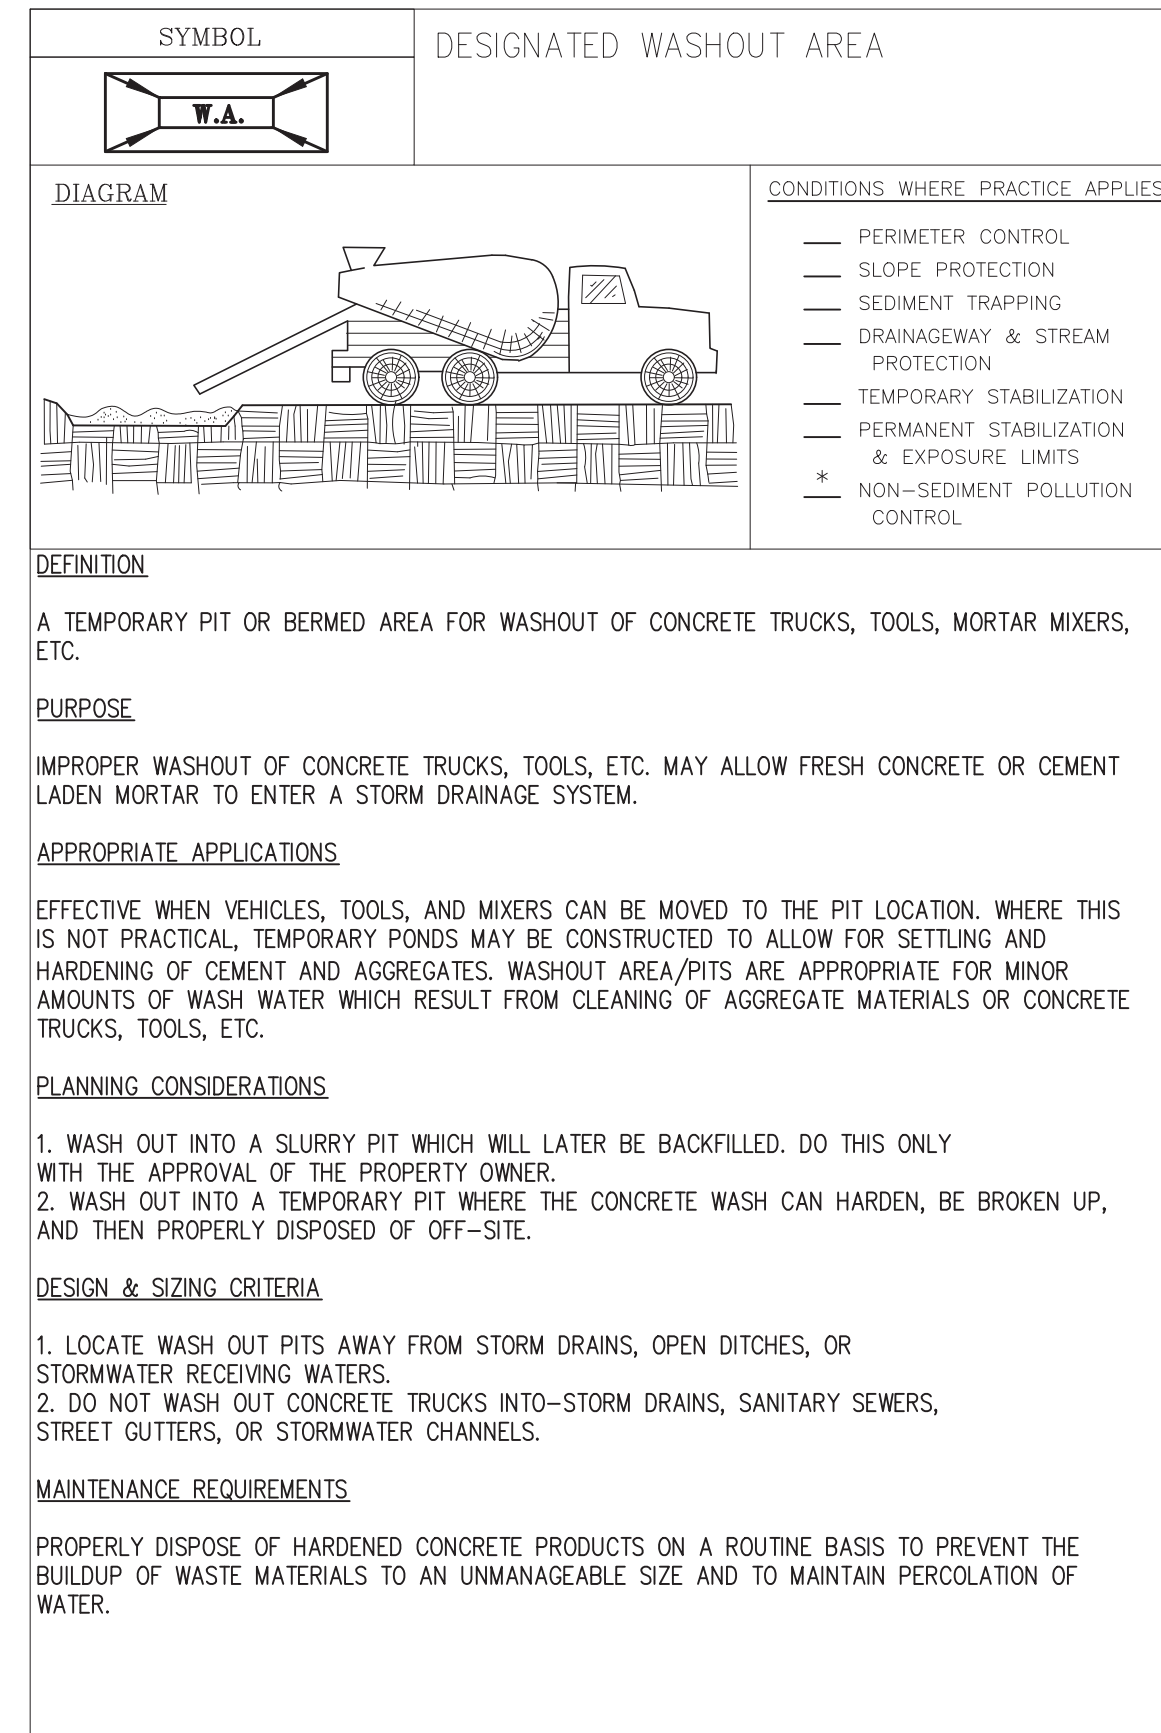 SYMBOL
W.A.
DESIGNATED WASHOUT AREA
DIAGRAM
CONDITIONS WHERE PRACTICE APPLIES
PERIMETER CONTROL
SLOPE PROTECTION
SEDIMENT TRAPPING
DRAINAGEWAY & STREAM
PROTECTION
TEMPORARY STABILIZATION
PERMANENT STABILIZATION
& EXPOSURE LIMITS
* NON-SEDIMENT POLLUTION
CONTROL
DEFINITION
A TEMPORARY PIT OR BERMED AREA FOR WASHOUT OF CONCRETE TRUCKS, TOOLS, MORTAR MIXERS,
ETC.
PURPOSE
IMPROPER WASHOUT OF CONCRETE TRUCKS, TOOLS, ETC. MAY ALLOW FRESH CONCRETE OR CEMENT
LADEN MORTAR TO ENTER A STORM DRAINAGE SYSTEM.
APPROPRIATE APPLICATIONS
EFFECTIVE WHEN VEHICLES, TOOLS, AND MIXERS CAN BE MOVED TO THE PIT LOCATION. WHERE THIS
IS NOT PRACTICAL, TEMPORARY PONDS MAY BE CONSTRUCTED TO ALLOW FOR SETTLING AND
HARDENING OF CEMENT AND AGGREGATES. WASHOUT AREA/PITS ARE APPROPRIATE FOR MINOR
AMOUNTS OF WASH WATER WHICH RESULT FROM CLEANING OF AGGREGATE MATERIALS OR CONCRETE
TRUCKS, TOOLS, ETC.
PLANNING CONSIDERATIONS
1. WASH OUT INTO A SLURRY PIT WHICH WILL LATER BE BACKFILLED. DO THIS ONLY
WITH THE APPROVAL OF THE PROPERTY OWNER.
2. WASH OUT INTO A TEMPORARY PIT WHERE THE CONCRETE WASH CAN HARDEN, BE BROKEN UP,
AND THEN PROPERLY DISPOSED OF OFF-SITE.
DESIGN & SIZING CRITERIA
1. LOCATE WASH OUT PITS AWAY FROM STORM DRAINS, OPEN DITCHES, OR
STORMWATER RECEIVING WATERS.
2. DO NOT WASH OUT CONCRETE TRUCKS INTO-STORM DRAINS, SANITARY SEWERS,
STREET GUTTERS, OR STORMWATER CHANNELS.
MAINTENANCE REQUIREMENTS
PROPERLY DISPOSE OF HARDENED CONCRETE PRODUCTS ON A ROUTINE BASIS TO PREVENT THE
BUILDUP OF WASTE MATERIALS TO AN UNMANAGEABLE SIZE AND TO MAINTAIN PERCOLATION OF
WATER.